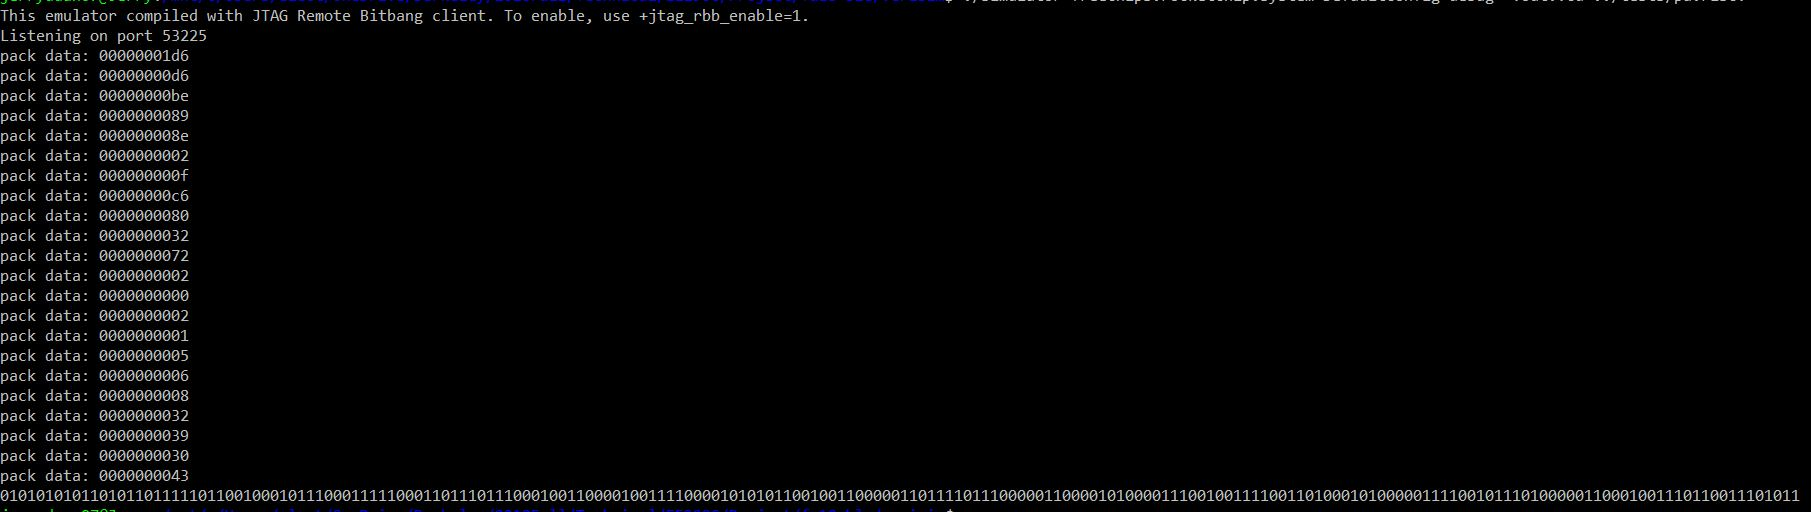 This emulator compiled with JTAG Remote Bitbang client. To enable, use +jtag_rbb_enable=1.
Listening on port 53225
pack data: 00000001d6
pack data: 00000000d6
pack data: 00000000be
pack data: 0000000089
pack data: 000000008e
pack data: 0000000002
pack data: 000000000f
pack data: 00000000c6
pack data: 0000000080
pack data: 0000000032
pack data: 0000000072
pack data: 0000000002
pack data: 0000000000
pack data: 0000000002
pack data: 0000000001
pack data: 0000000005
pack data: 0000000006
pack data: 0000000008
pack data: 0000000032
pack data: 0000000039
pack data: 0000000030
pack data: 0000000043